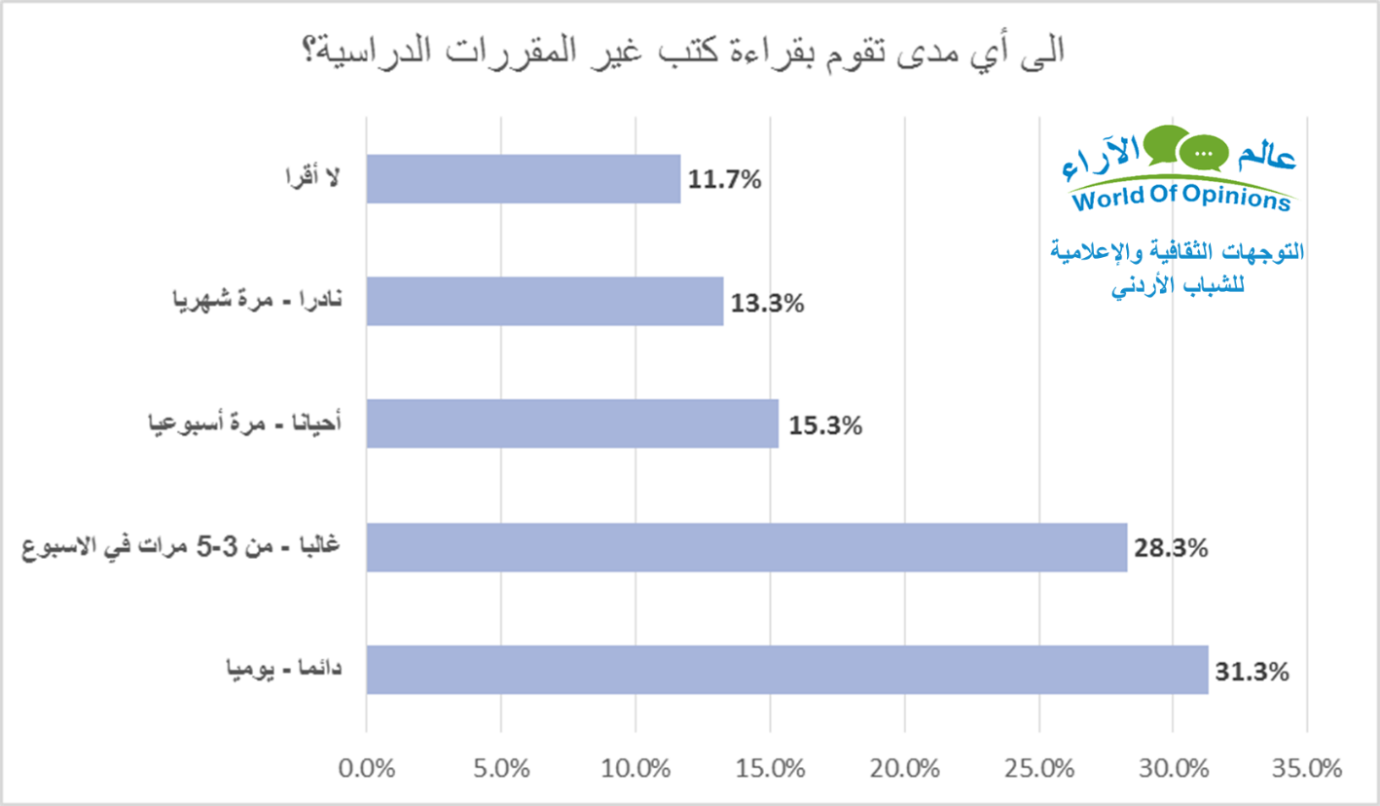 الى أي مدى تقوم بقراءة كتب غير المقررات الدراسية؟
عالم الآراء
World Of Opinions
التوجهات الثقافية والإعلامية
للشباب الأردني
لا أقرا
11.7%
نادرا - مرة شهريا
13.3%
أحيانا - مرة أسبوعيا
15.3%
غالبا - من 3-5 مرات في الاسبوع
28.3%
دائما - يوميا
31.3%
0.0% 5.0% 10.0% 15.0% 20.0% 25.0% 30.0% 35.0%